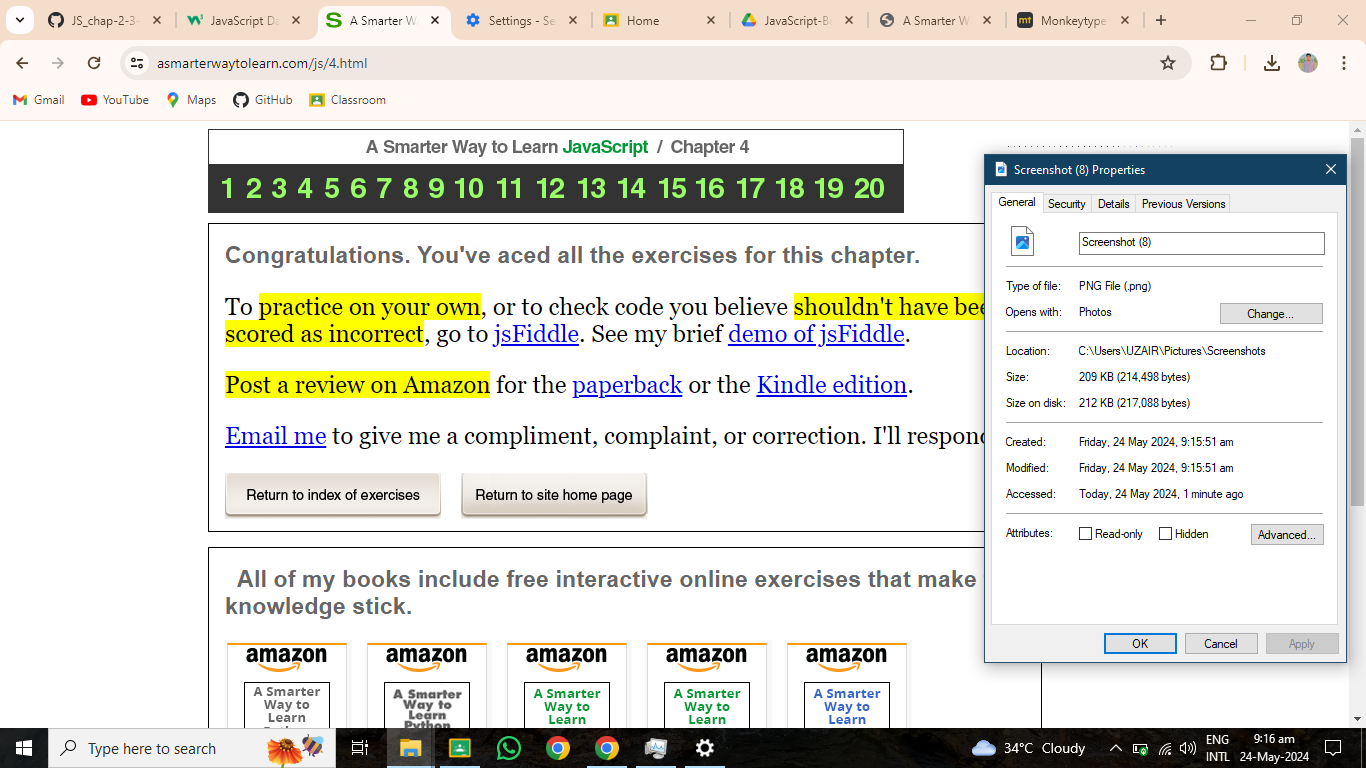 JS_chap-2-3-
JavaScript Da
A Smarter W
Settings - Se
Home
JavaScript-Bo
A Smarter W
mt
Monkeytype
asmarterwaytolearn.com/js/4.html
Gmail
YouTube
Maps
GitHub
Classroom
A Smarter Way to Learn JavaScript / Chapter 4
1 2 3 4 5 6 7 8 9 10 11 12 13 14 15 16 17 18 19 20
Congratulations. You've aced all the exercises for this chapter.
To practice on your own, or to check code you believe shouldn't have bee
scored as incorrect, go to jsFiddle. See my brief demo of jsFiddle.
Post a review on Amazon for the paperback or the Kindle edition.
Email me to give me a compliment, complaint, or correction. I'll respond
Return to index of exercises
Return to site home page
All of my books include free interactive online exercises that make
knowledge stick.
amazon
A Smarter
Way to
Learn
amazon
A Smarter
Way to
Learn Python
amazon
A Smarter
Way to
Learn
amazon
A Smarter
Way to
Learn
amazon
A Smarter
Way to
Learn
Screenshot (8) Properties
General
Security
Details
Previous Versions
Screenshot (8)
Type of file: PNG File (.png)
Opens with: Photos
Change...
Location: C:\Users\UZAIR\Pictures\Screenshots
Size: 209 KB (214,498 bytes)
Size on disk: 212 KB (217,088 bytes)
Created: Friday, 24 May 2024, 9:15:51 am
Modified: Friday, 24 May 2024, 9:15:51 am
Accessed: Today, 24 May 2024, 1 minute ago
Attributes:
Read-only
Hidden
Advanced...
OK
Cancel
Apply
Type here to search
34°C Cloudy
ENG
INTL
9:16 am
24-May-2024